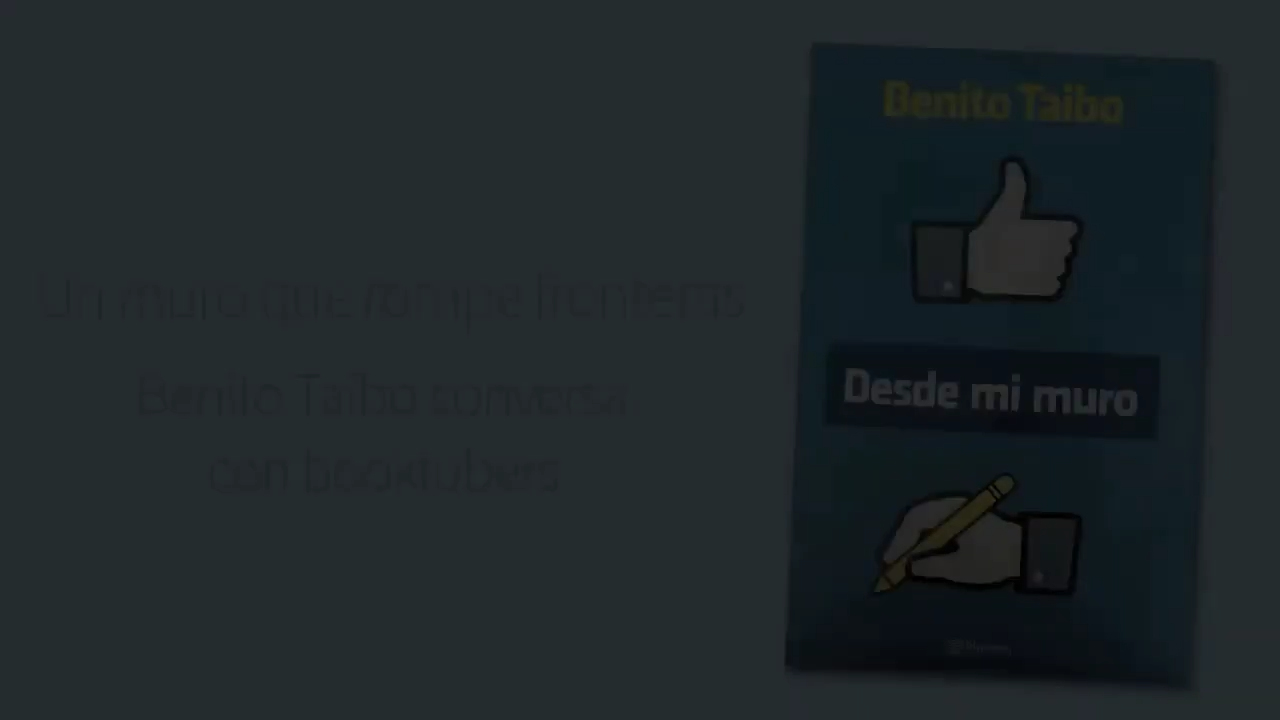 Un muro que rompe fronteras
Benito Taibo conversa
con booktubers
Benito Taibo
Desde mi muro